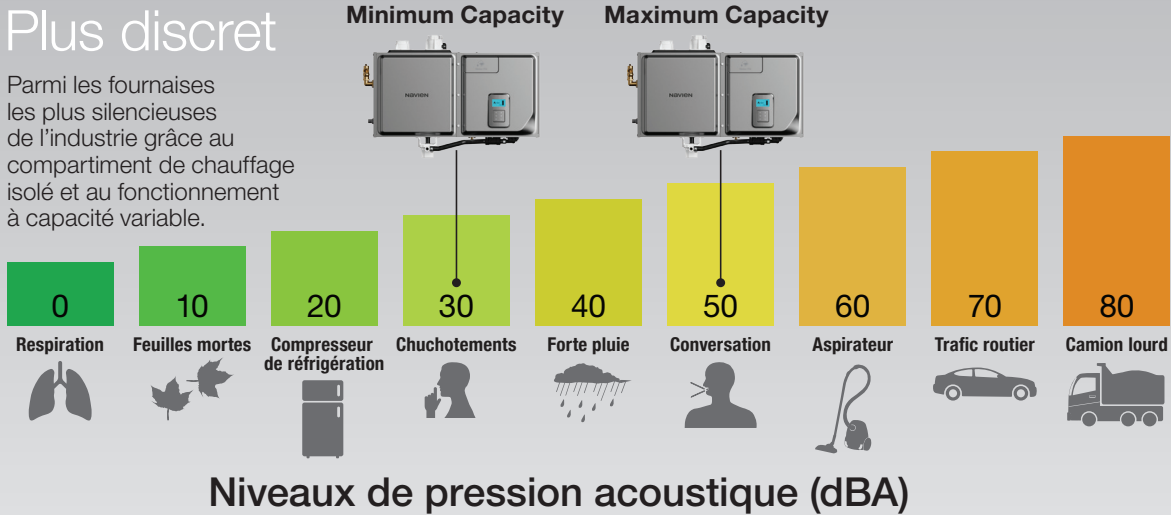 Plus discret
Parmi les fournaises
les plus silencieuses
de l’industrie grâce au
compartiment de chauffage
isolé et au fonctionnement
à capacité variable.
Minimum Capacity
Maximum Capacity
NAVIEN
NAVIEN
0
10
20
30
40
50
60
70
80
Respiration
Feuilles mortes
Compresseur
de réfrigération
Chuchotements
Forte pluie
Conversation
Aspirateur
Trafic routier
Camion lourd
Niveaux de pression acoustique (dBA)